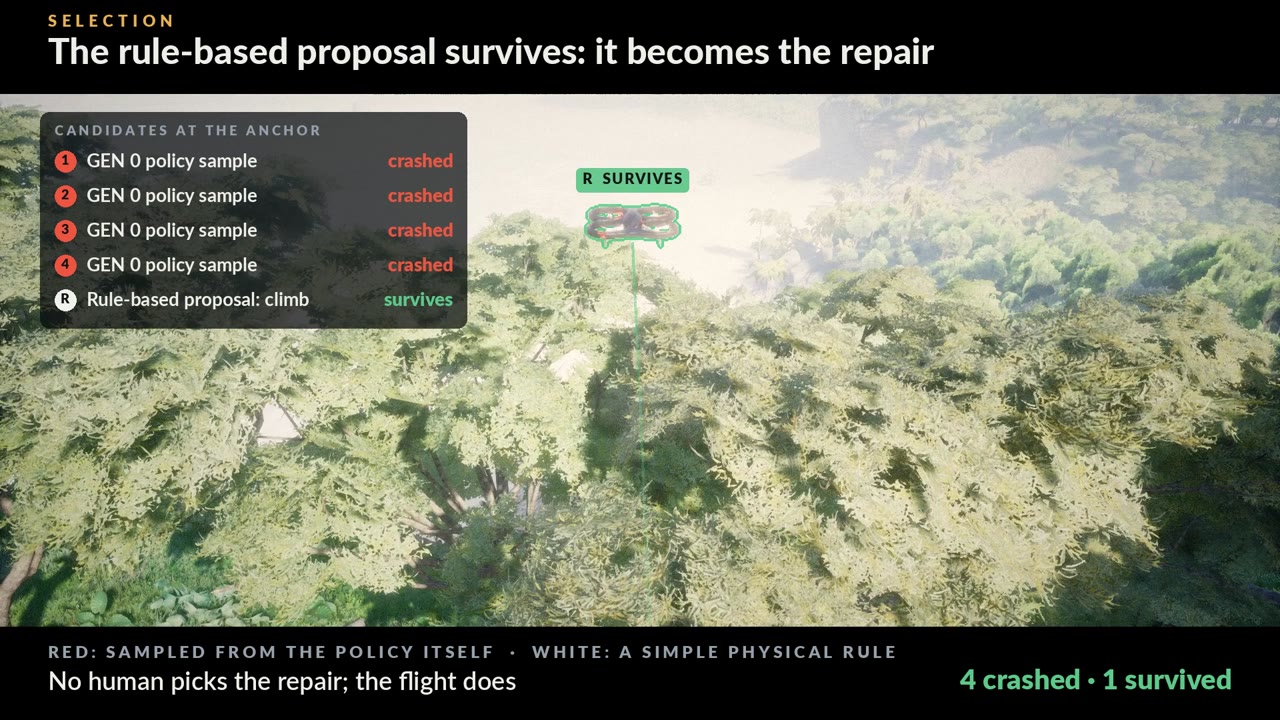 SELECTION
The rule-based proposal survives: it becomes the repair
CANDIDATES AT THE ANCHOR
1 GEN 0 policy sample crashed
2 GEN 0 policy sample crashed
3 GEN 0 policy sample crashed
4 GEN 0 policy sample crashed
R Rule-based proposal: climb survives
R SURVIVES
RED: SAMPLED FROM THE POLICY ITSELF · WHITE: A SIMPLE PHYSICAL RULE
No human picks the repair; the flight does
4 crashed · 1 survived